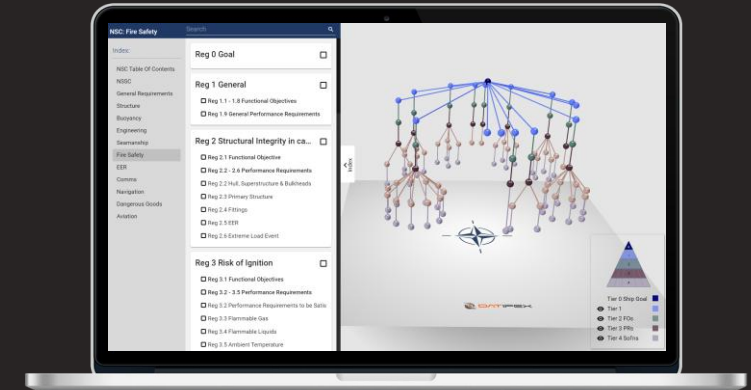 NSC: Fire Safety
Search
Index:
NSC Table Of Contents
NSSC
General Requirements
Structure
Buoyancy
Engineering
Seamanship
Fire Safety
EER
Comms
Navigation
Dangerous Goods
Aviation
Reg 0 Goal
Reg 1 General
Reg 1.1 - 1.8 Functional Objectives
Reg 1.9 General Performance Requirements
Reg 2 Structural Integrity in ca...
Reg 2.1 Functional Objective
Reg 2.2 - 2.6 Performance Requirements
Reg 2.2 Hull, Superstructure & Bulkheads
Reg 2.3 Primary Structure
Reg 2.4 Fittings
Reg 2.5 EER
Reg 2.6 Extreme Load Event
Reg 3 Risk of Ignition
Reg 3.1 Functional Objectives
Reg 3.2 - 3.5 Performance Requirements
Reg 3.2 Performance Requirements to be Satis
Reg 3.3 Flammable Gas
Reg 3.4 Flammable Liquids
Reg 3.5 Ambient Temperature
Index
Tier 0 Ship Goal
Tier 1
Tier 2 FOs
Tier 3 PRs
Tier 4 Solns